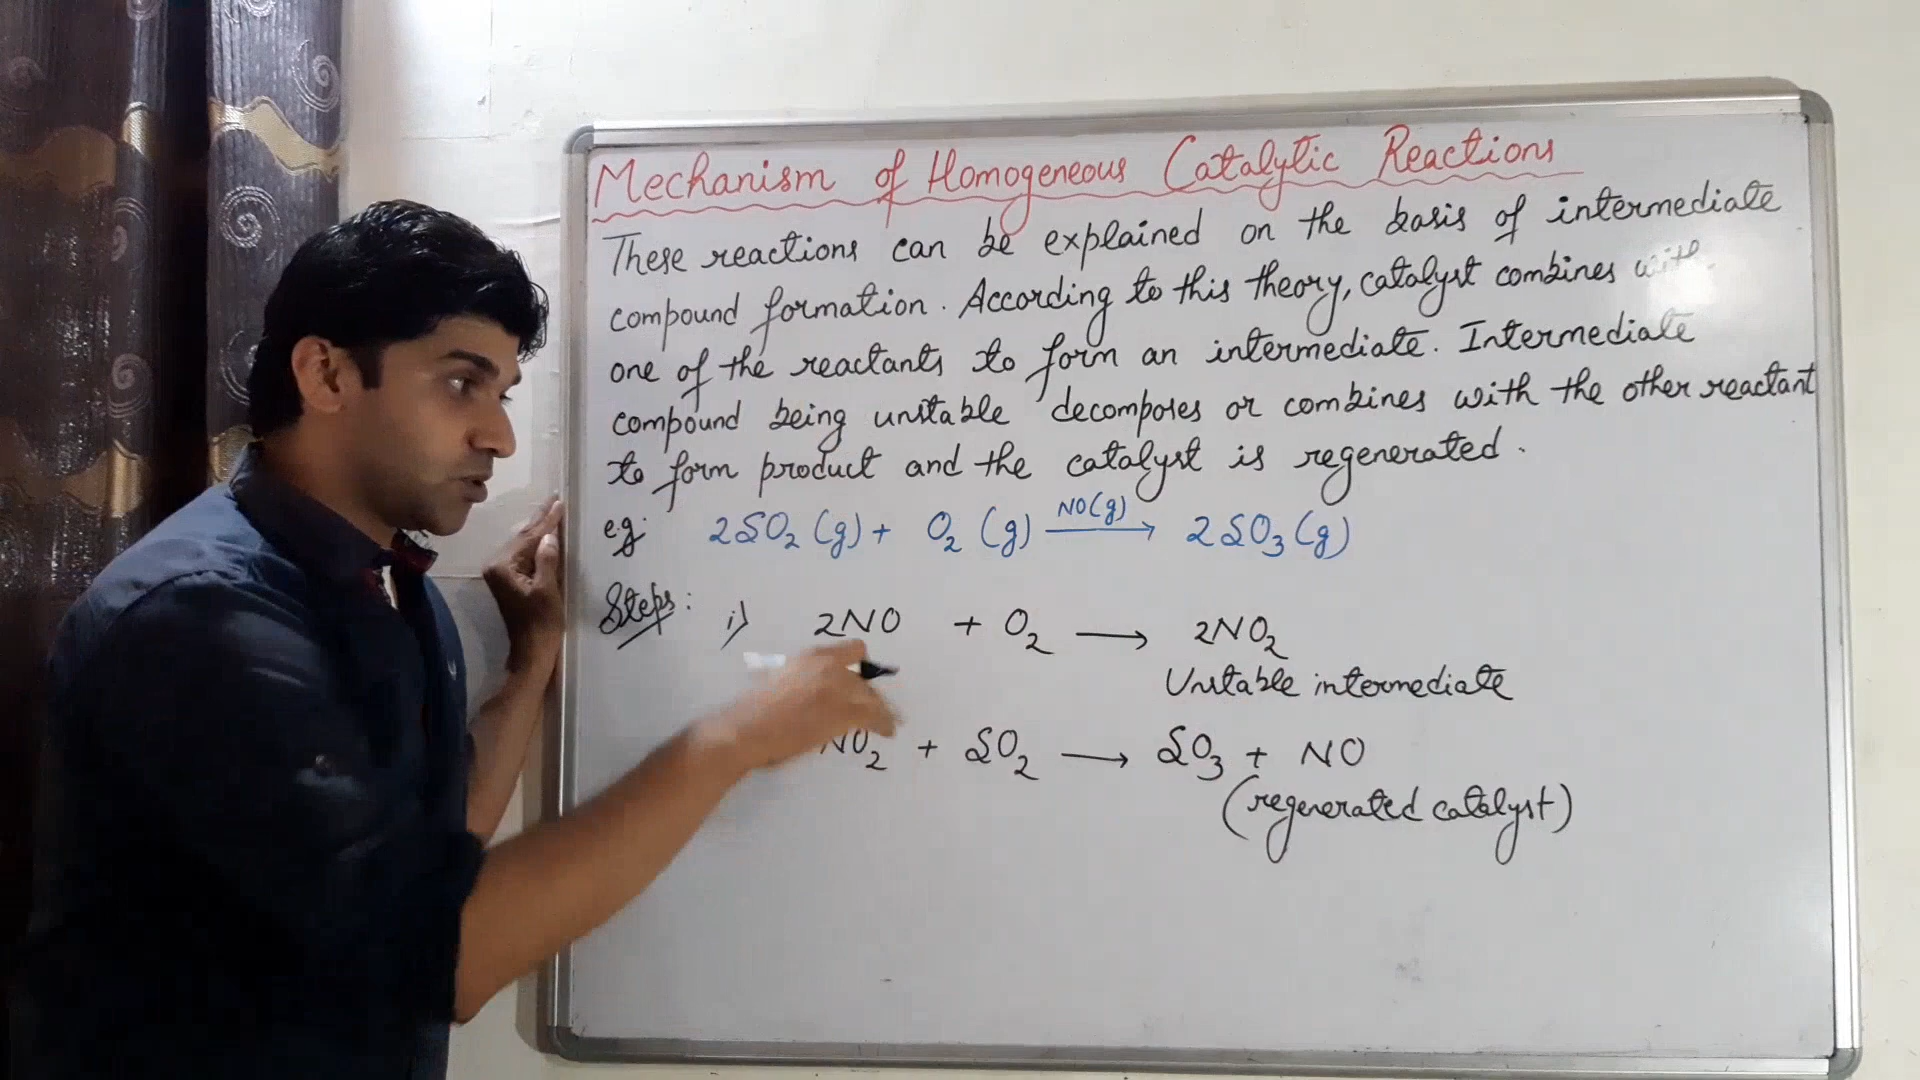 Mechanism of Homogeneous Catalytic Reactions
These reactions can be explained on the basis of intermediate
compound formation. According to this theory, catalyst combines with
one of the reactants to form an intermediate. Intermediate
compound being unstable decomposes or combines with the other reactant
to form product and the catalyst is regenerated.
e.g: 2SO₂ (g) + O₂ (g) NO(g) → 2SO₃ (g)
Steps: i) 2NO + O₂ → 2NO₂
Unstable intermediate
NO₂ + SO₂ → SO₃ + NO
(regenerated catalyst)